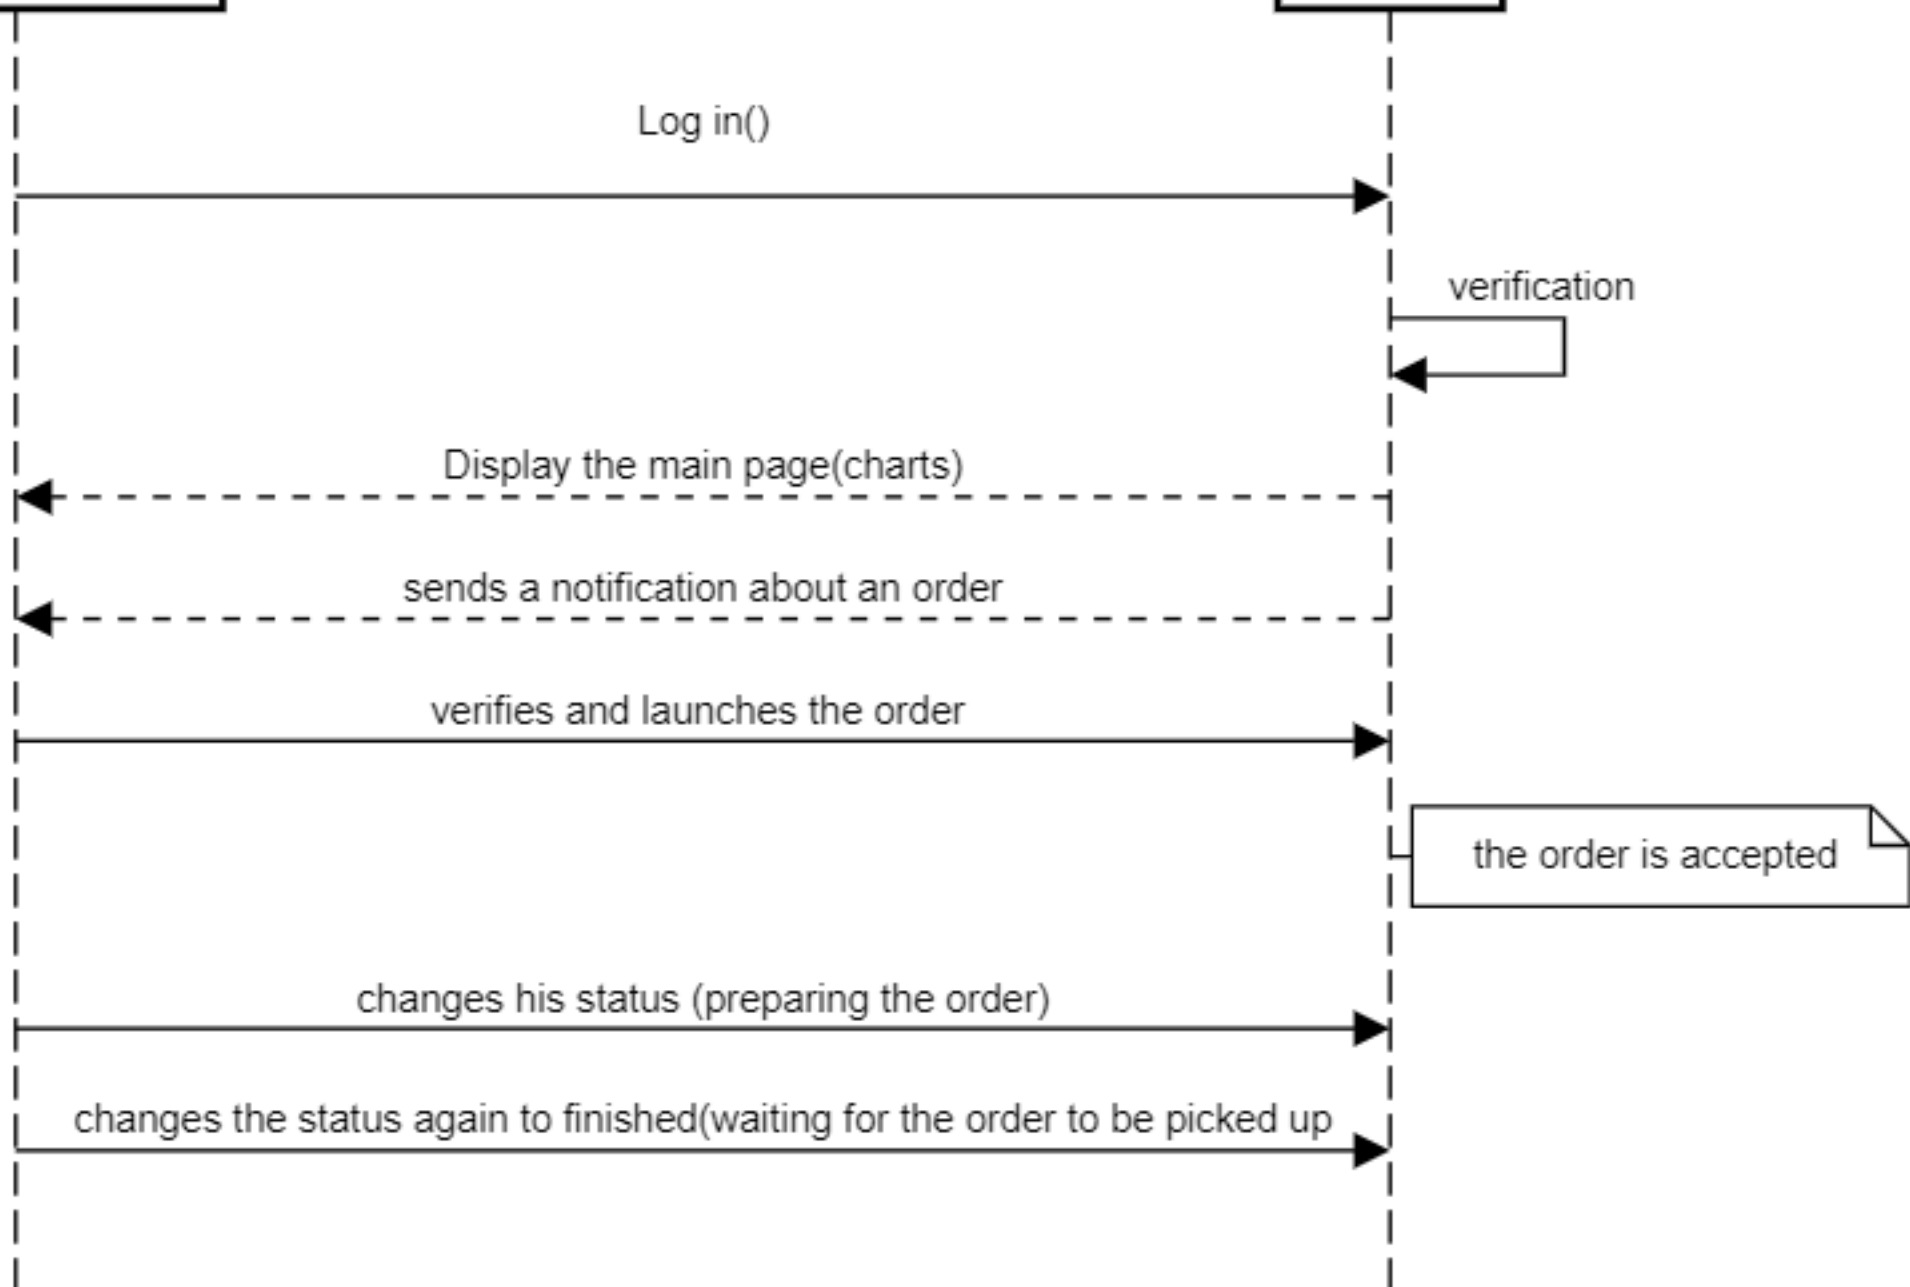 Log in()
verification
Display the main page(charts)
sends a notification about an order
verifies and launches the order
the order is accepted
changes his status (preparing the order)
changes the status again to finished(waiting for the order to be picked up